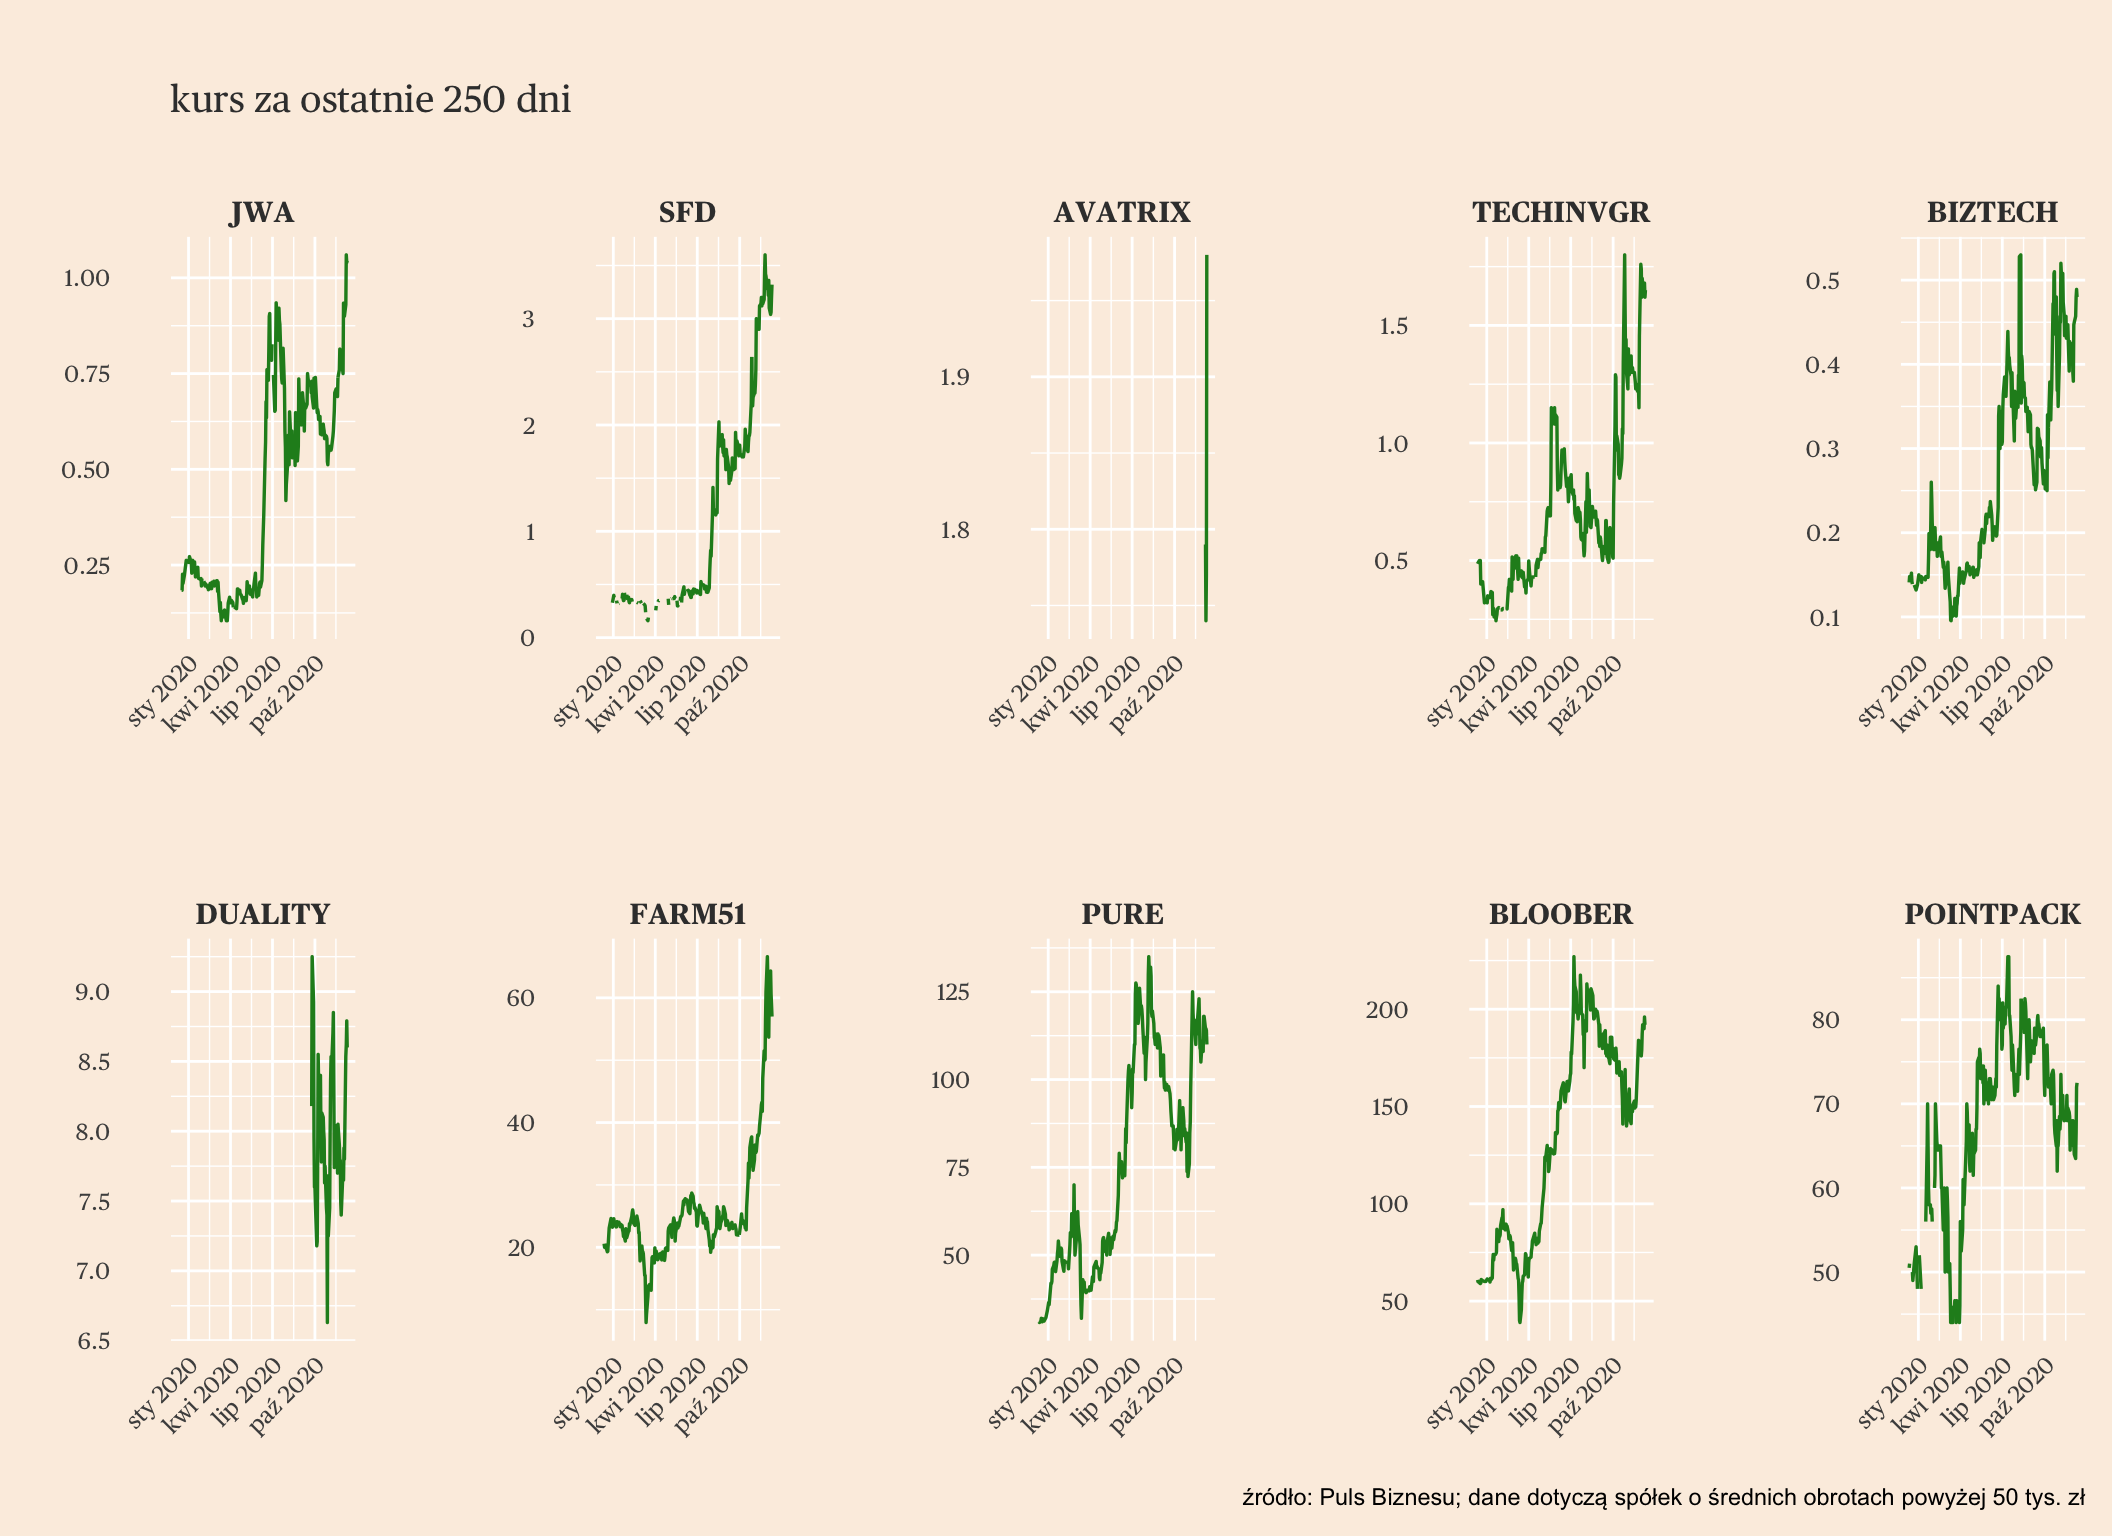 kurs za ostatnie 250 dni
JWA
1.00
0.75
0.50
0.25
sty 2020
kwi 2020
lip 2020
paź 2020
SFD
3
2
1
0
sty 2020
kwi 2020
lip 2020
paź 2020
AVATRIX
1.9
1.8
sty 2020
kwi 2020
lip 2020
paź 2020
TECHINVGR
1.5
1.0
0.5
sty 2020
kwi 2020
lip 2020
paź 2020
BIZTECH
0.5
0.4
0.3
0.2
0.1
sty 2020
kwi 2020
lip 2020
paź 2020
DUALITY
9.0
8.5
8.0
7.5
7.0
6.5
sty 2020
kwi 2020
lip 2020
paź 2020
FARM51
60
40
20
sty 2020
kwi 2020
lip 2020
paź 2020
PURE
125
100
75
50
sty 2020
kwi 2020
lip 2020
paź 2020
BLOOBER
200
150
100
50
sty 2020
kwi 2020
lip 2020
paź 2020
POINTPACK
80
70
60
50
sty 2020
kwi 2020
lip 2020
paź 2020
źródło: Puls Biznesu; dane dotyczą spółek o średnich obrotach powyżej 50 tys. zł